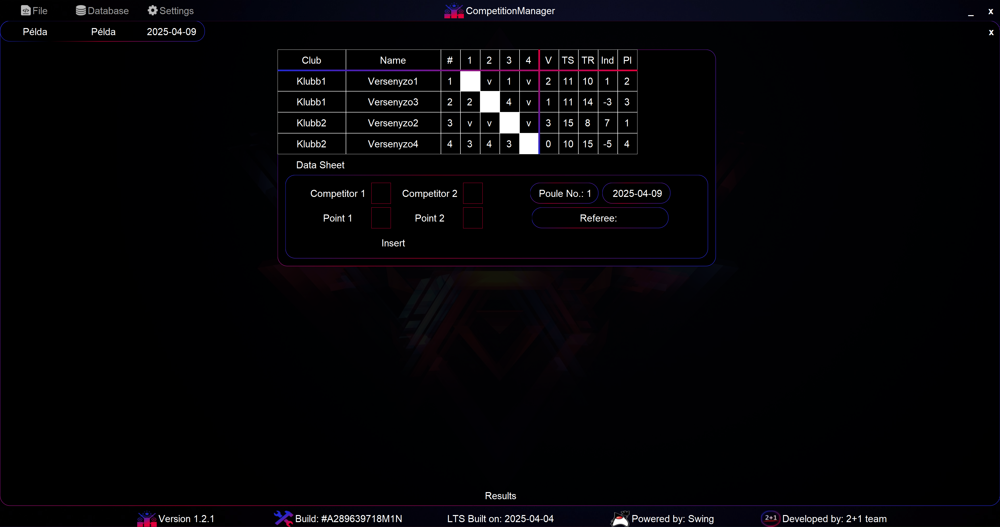 File Database Settings CompetitionManager _ x
Példa Példa 2025-04-09 x
Club Name # 1 2 3 4 V TS TR Ind Pl
Klubb1 Versenyzo1 1 v 1 v 2 11 10 1 2
Klubb1 Versenyzo3 2 2 4 v 1 11 14 -3 3
Klubb2 Versenyzo2 3 v v v 3 15 8 7 1
Klubb2 Versenyzo4 4 3 4 3 0 10 15 -5 4
Data Sheet
Competitor 1 Competitor 2 Poule No.: 1 2025-04-09
Point 1 Point 2 Referee:
Insert
Results
Version 1.2.1 Build: #A289639718M1N LTS Built on: 2025-04-04 Powered by: Swing 2+1 Developed by: 2+1 team